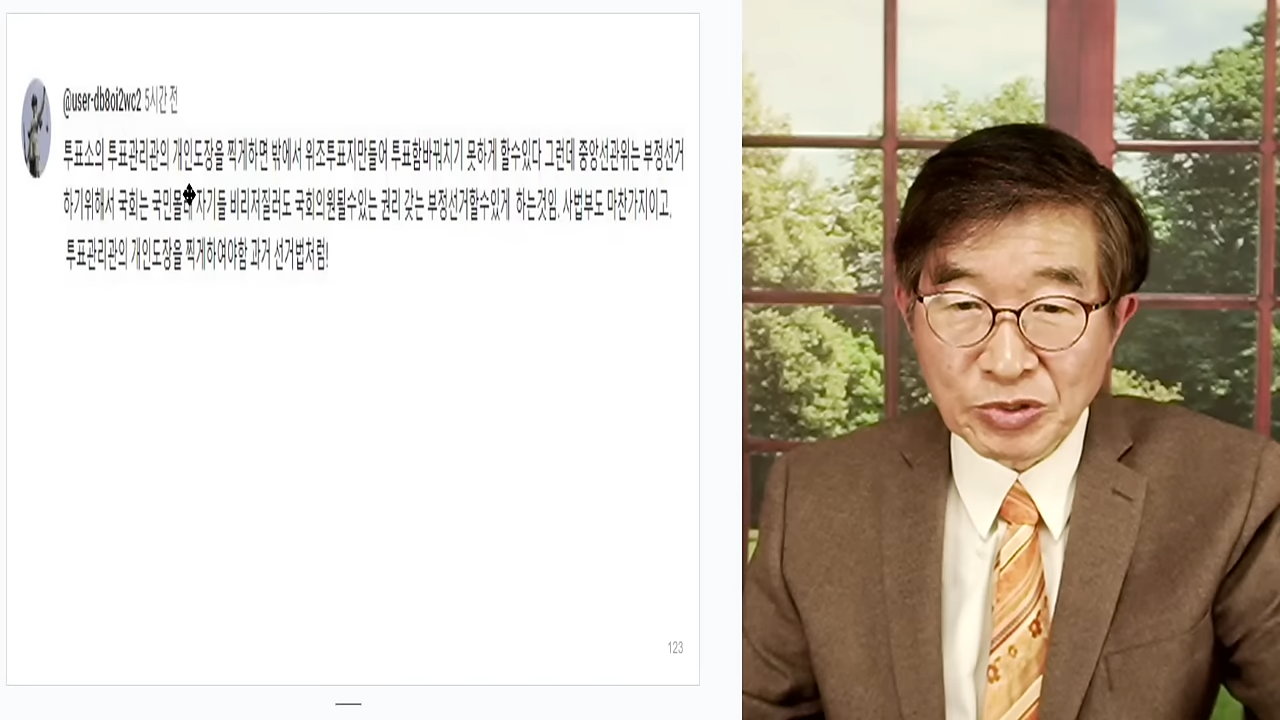 @user-db8oi2wc2 5시간 전
투표소의 투표관리관의 개인도장을 찍게하면 밖에서 위조투표지만들어 투표함바꿔치기 못하게 할수있다 그런데 중앙선관위는 부정선거
하기위해서 국회는 자기들 비리저질러도 국회의원될수있는 권리 갖는 부정선거할수있게 하는것임. 사법부도 마찬가지이고.
투표관리관의 개인도장을 찍게하여야함 과거 선거법처럼!
123